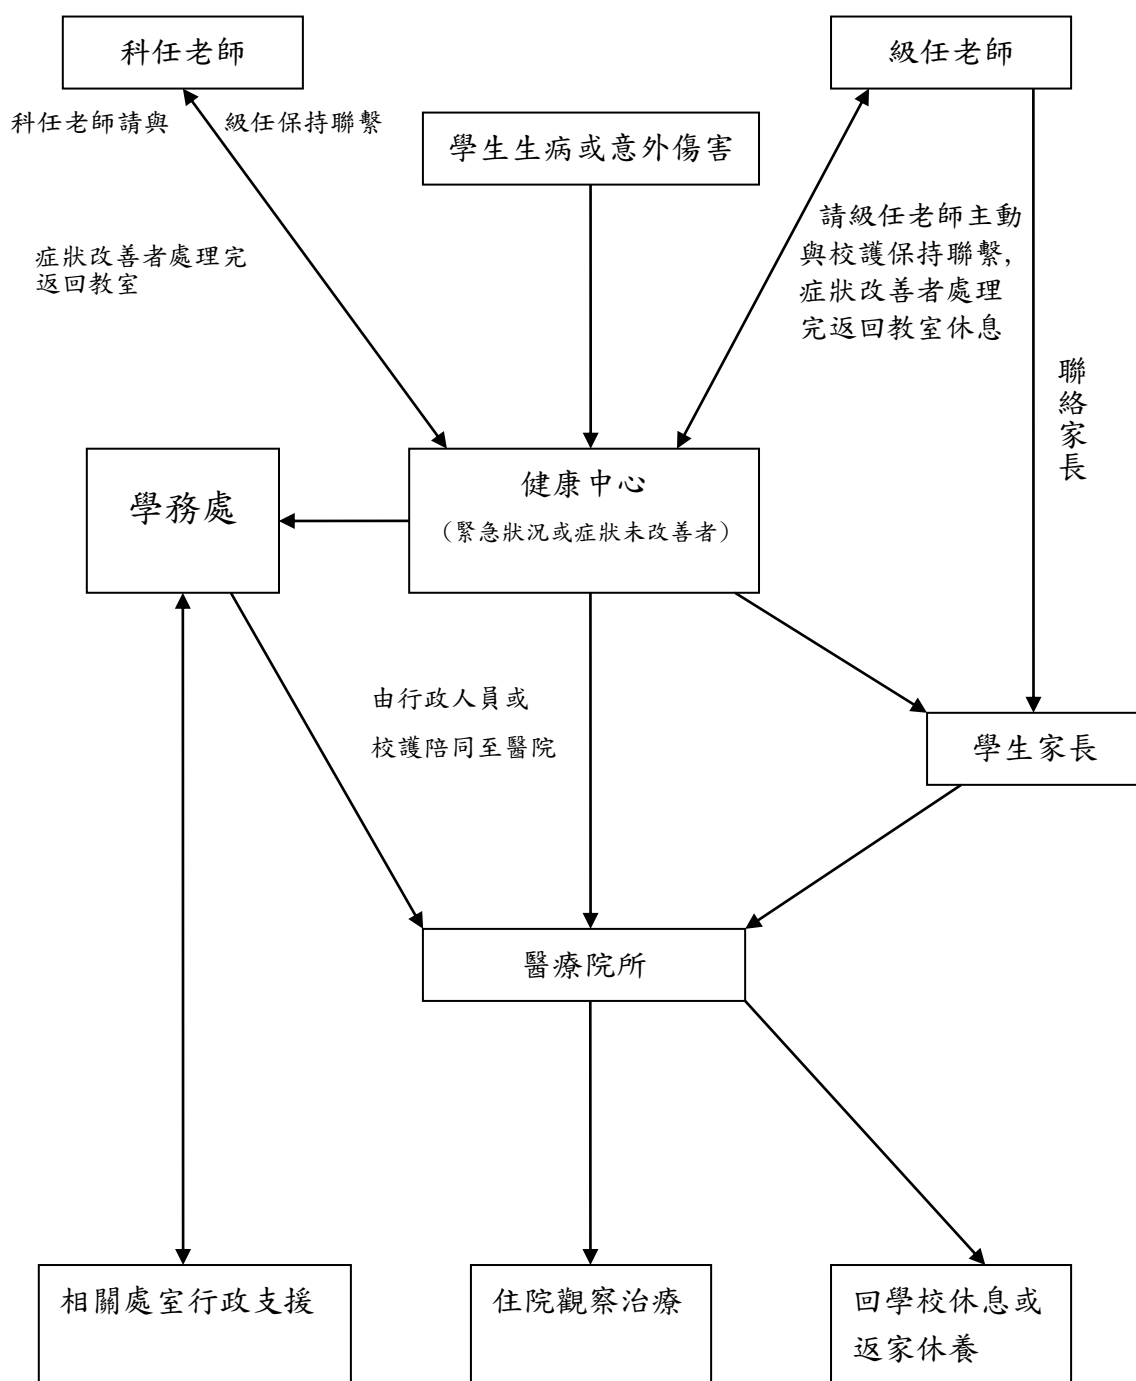 科任老師
級任老師
科任老師請與
級任保持聯繫
學生生病或意外傷害
請級任老師主動
與校護保持聯繫,
症狀改善者處理
完返回教室休息
症狀改善者處理完
返回教室
聯絡家長
學務處
健康中心
（緊急狀況或症狀未改善者）
由行政人員或
校護陪同至醫院
學生家長
醫療院所
相關處室行政支援
住院觀察治療
回學校休息或
返家休養